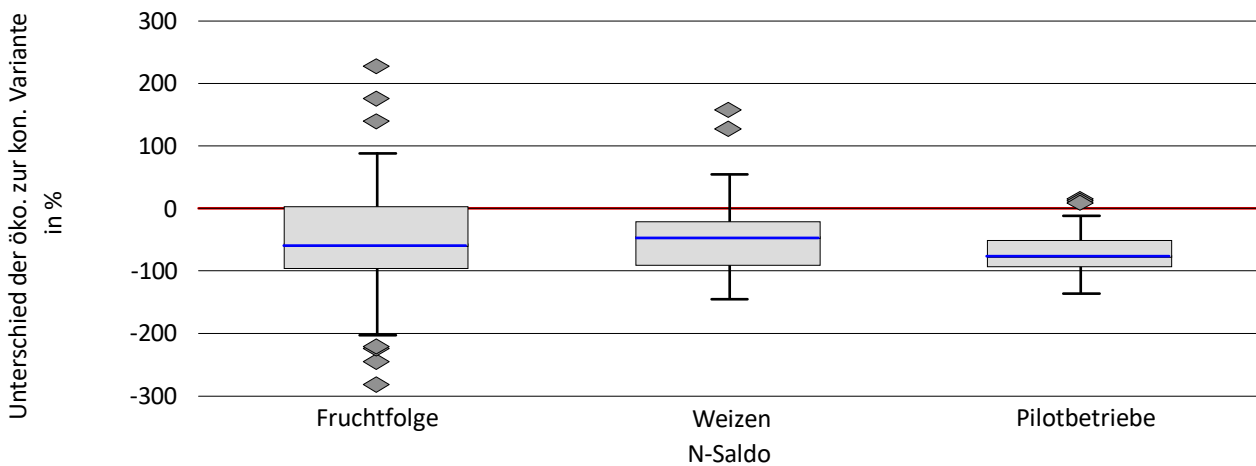 Unterschied der öko. zur kon. Variante
in %
300
200
100
0
-100
-200
-300
Fruchtfolge
Weizen
Pilotbetriebe
N-Saldo